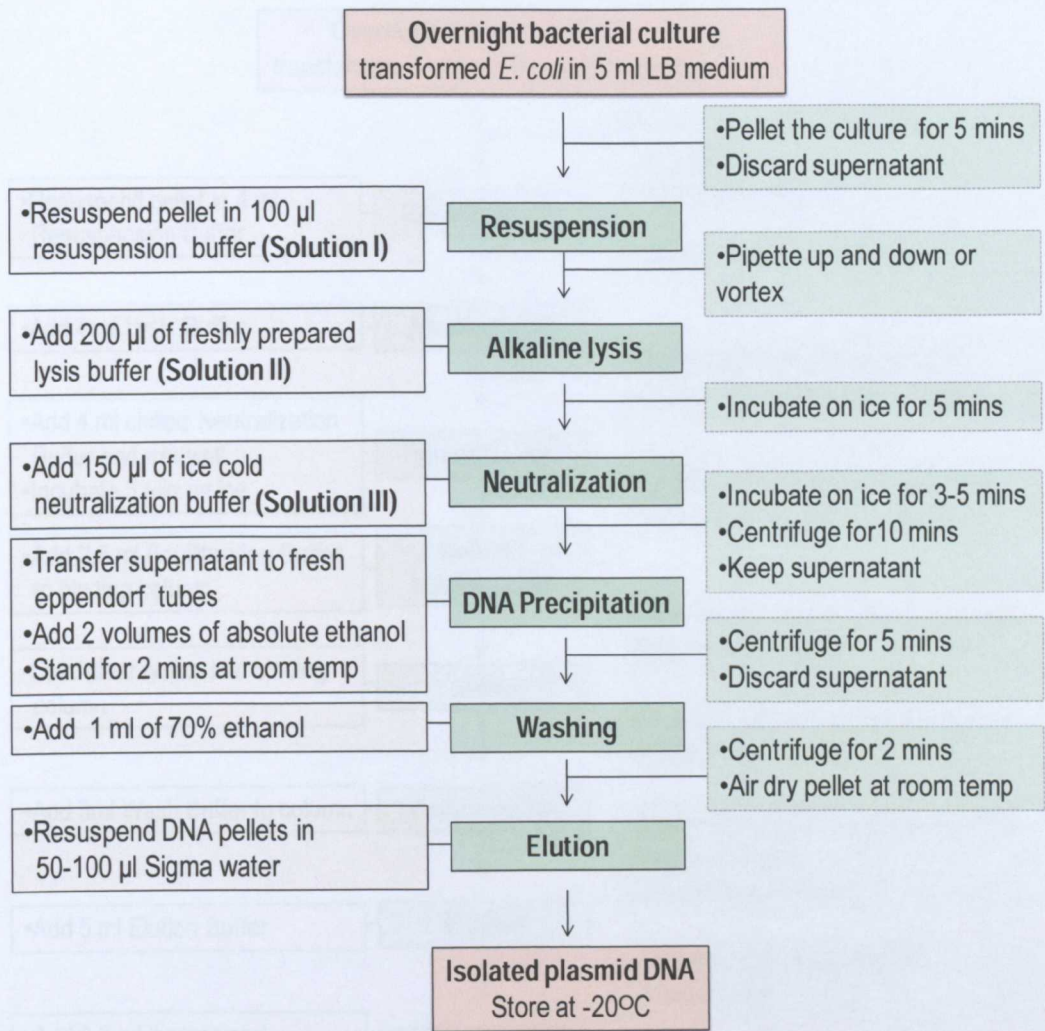 Overnight bacterial culture
transformed E. coli in 5 ml LB medium
•Pellet the culture for 5 mins
•Discard supernatant
•Resuspend pellet in 100 µl
resuspension buffer (Solution I)
Resuspension
•Pipette up and down or
vortex
•Add 200 µl of freshly prepared
lysis buffer (Solution II)
Alkaline lysis
•Incubate on ice for 5 mins
•Add 150 µl of ice cold
neutralization buffer (Solution III)
Neutralization
•Incubate on ice for 3-5 mins
•Centrifuge for10 mins
•Keep supernatant
•Transfer supernatant to fresh
eppendorf tubes
•Add 2 volumes of absolute ethanol
•Stand for 2 mins at room temp
DNA Precipitation
•Centrifuge for 5 mins
•Discard supernatant
•Add 1 ml of 70% ethanol
Washing
•Centrifuge for 2 mins
•Air dry pellet at room temp
•Resuspend DNA pellets in
50-100 µl Sigma water
Elution
•Add 5 ml Elution Buffer
Isolated plasmid DNA
Store at -20ºC